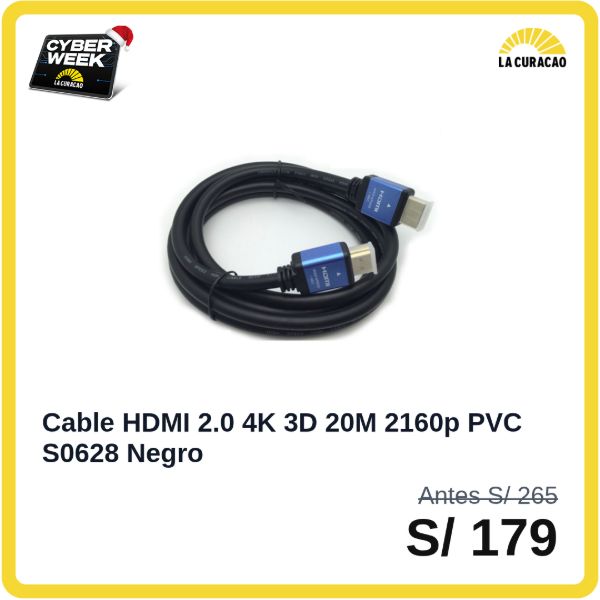 CYBER
WEEK
LA CURACAO
LA CURACAO
Cable HDMI 2.0 4K 3D 20M 2160p PVC
S0628 Negro
Antes S/ 265
S/ 179